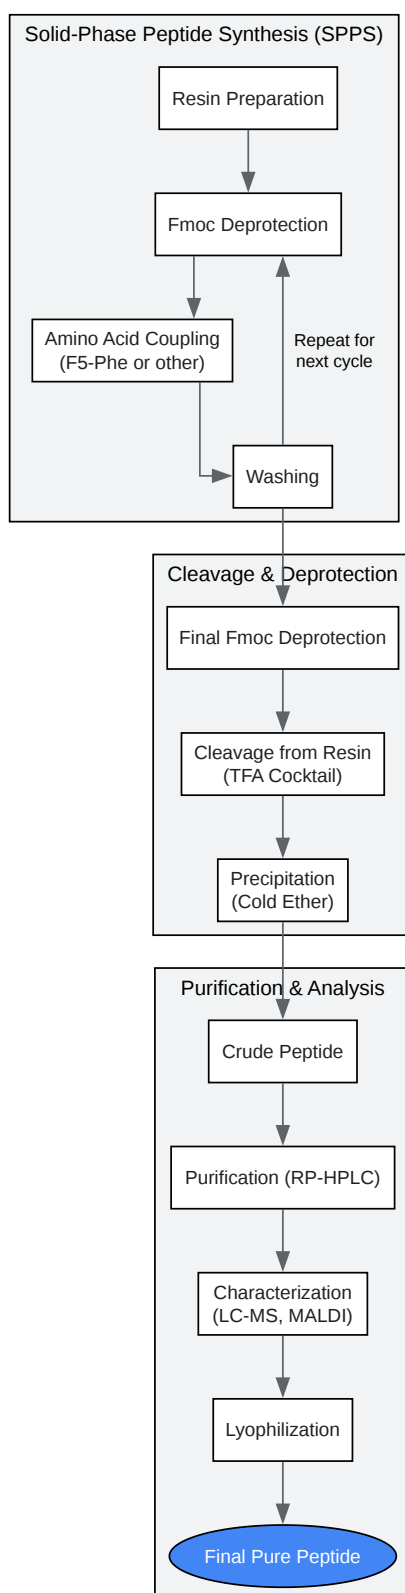 Solid-Phase Peptide Synthesis (SPPS)
Resin Preparation
Fmoc Deprotection
Amino Acid Coupling
(F5-Phe or other)
Repeat for
next cycle
Washing
Cleavage & Deprotection
Final Fmoc Deprotection
Cleavage from Resin
(TFA Cocktail)
Precipitation
(Cold Ether)
Purification & Analysis
Crude Peptide
Purification (RP-HPLC)
Characterization
(LC-MS, MALDI)
Lyophilization
Final Pure Peptide